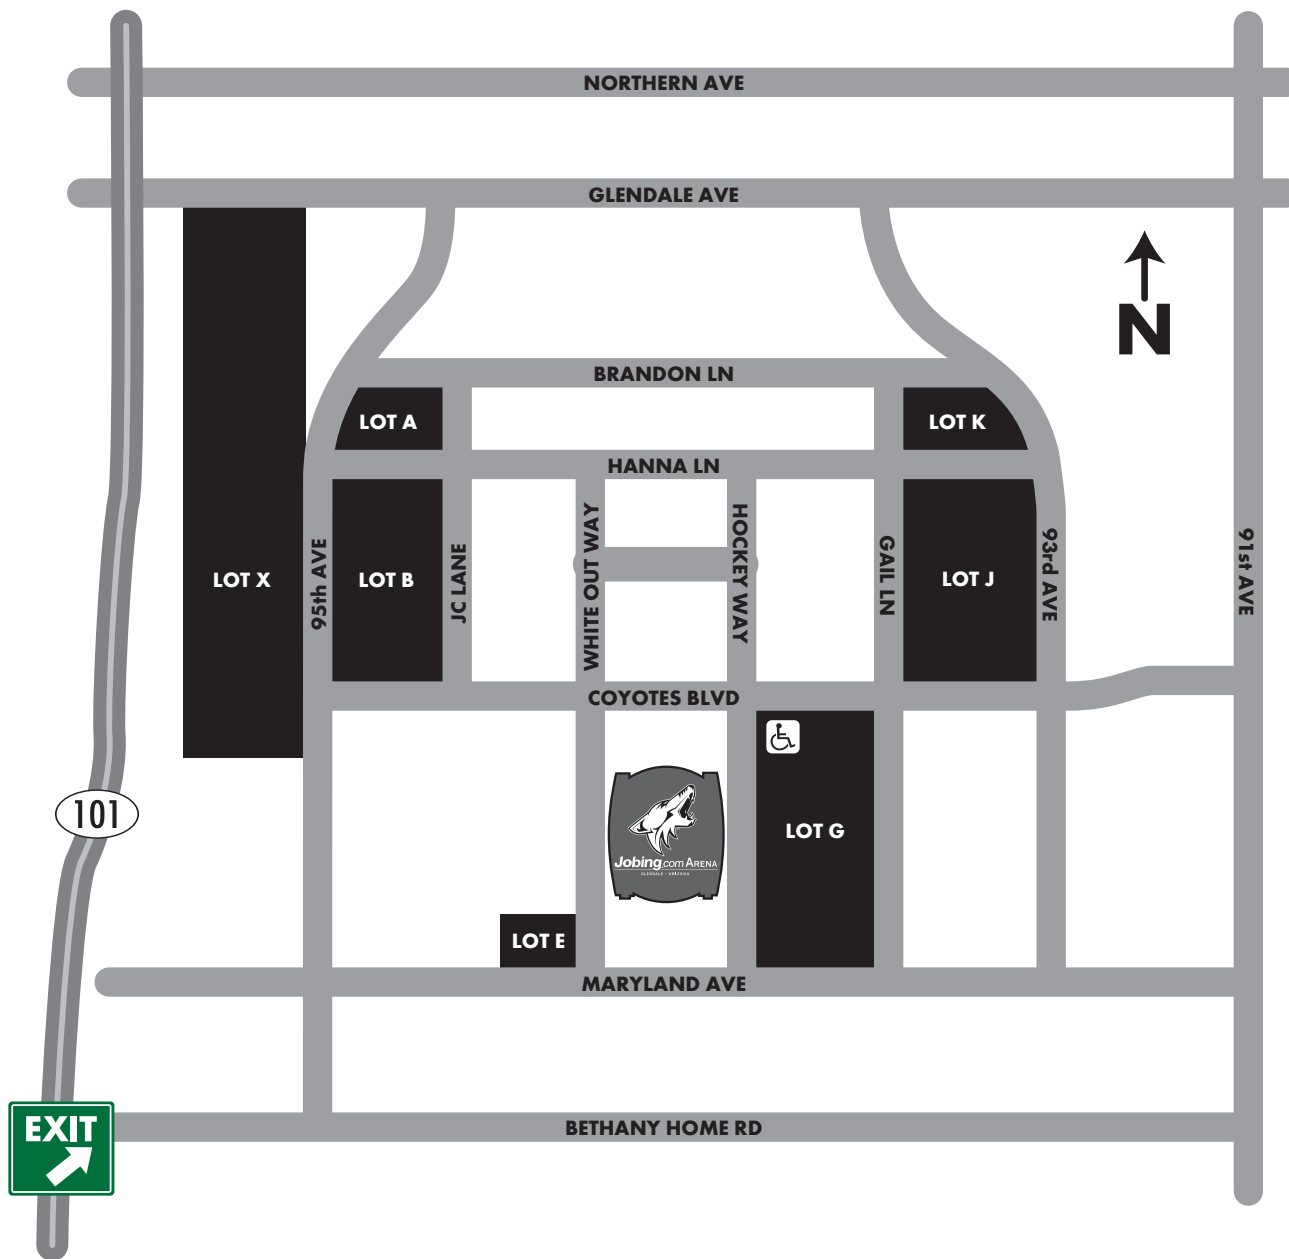 NORTHERN AVE
GLENDALE AVE
N
BRANDON LN
LOT A
LOT K
HANNA LN
LOT X
95th AVE
LOT B
JC LANE
WHITE OUT WAY
HOCKEY WAY
GAIL LN
LOT J
93rd AVE
91st AVE
COYOTES BLVD
101
Jobing.com ARENA
GLENDALE • ARIZONA
LOT G
LOT E
MARYLAND AVE
EXIT
BETHANY HOME RD